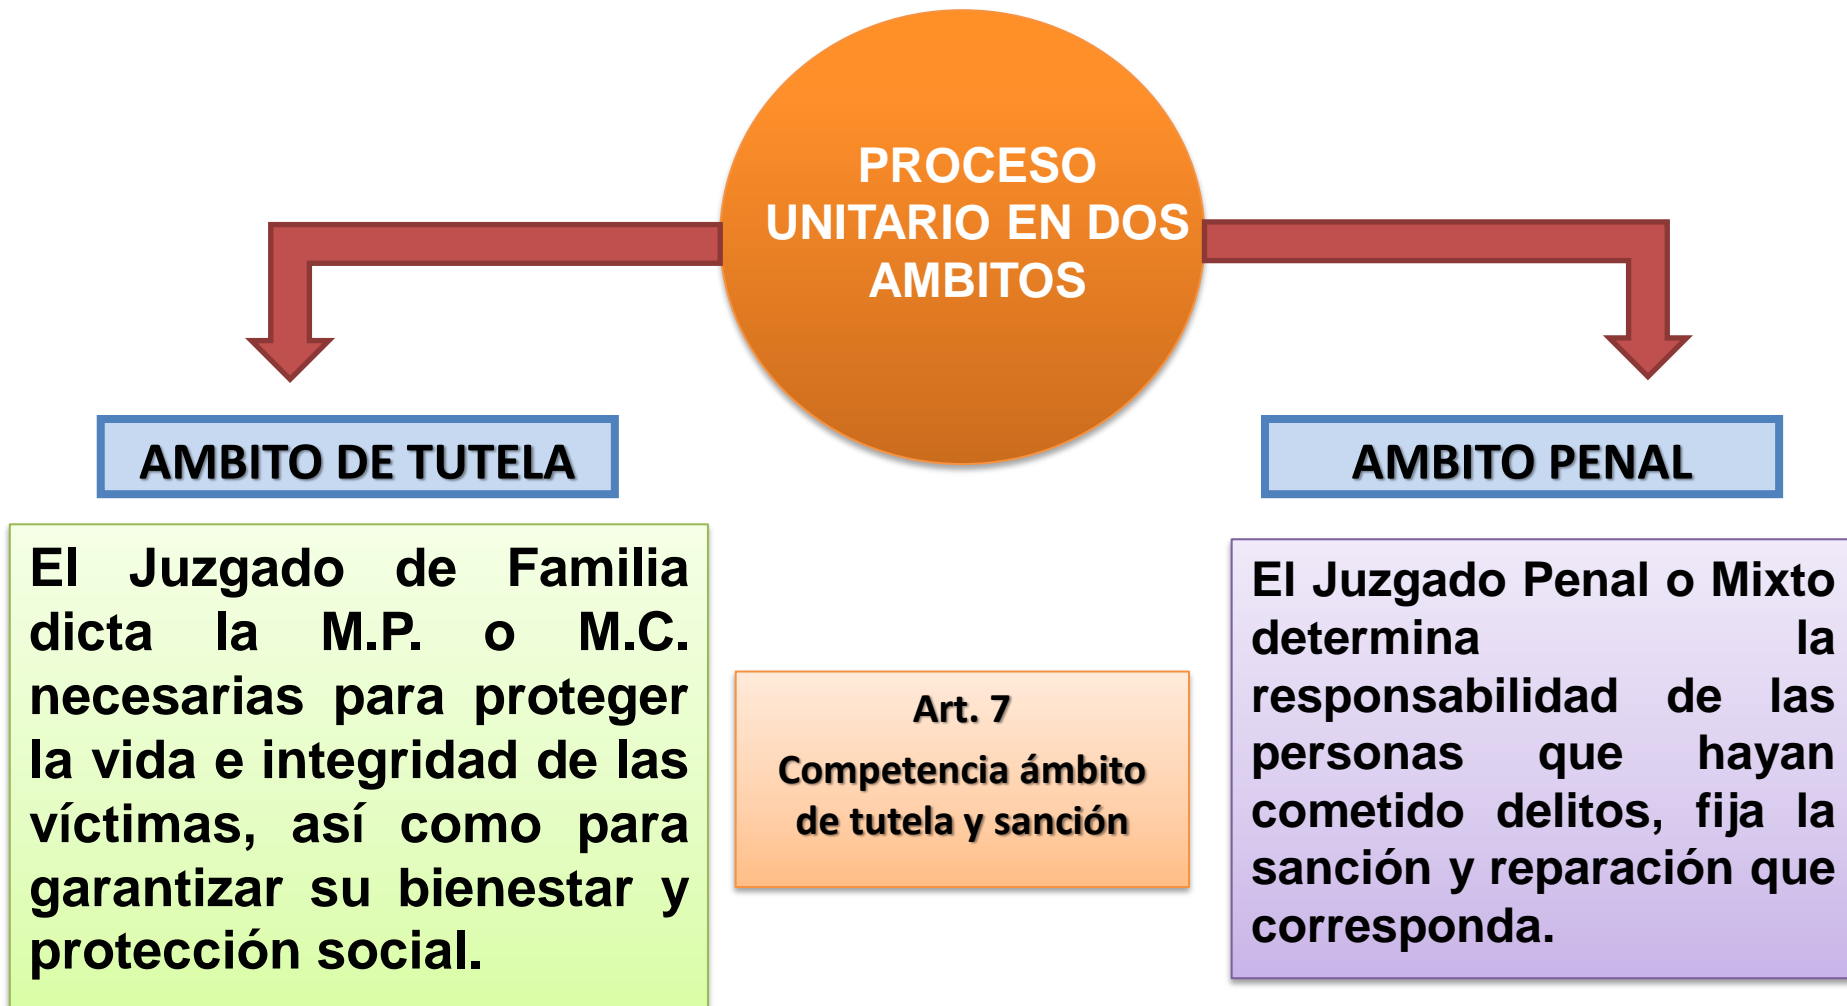 PROCESO
UNITARIO EN DOS
AMBITOS
AMBITO DE TUTELA
El Juzgado de Familia
dicta la M.P. o M.C.
necesarias para proteger
la vida e integridad de las
víctimas, así como para
garantizar su bienestar y
protección social.
Art. 7
Competencia ámbito
de tutela y sanción
AMBITO PENAL
El Juzgado Penal o Mixto
determina la
responsabilidad de las
personas que hayan
cometido delitos, fija la
sanción y reparación que
corresponda.